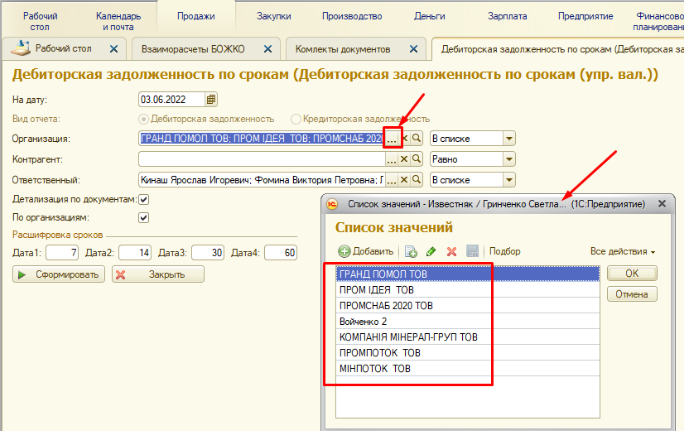 Рабочий стол
Календарь и почта
Продажи
Закупки
Производство
Деньги
Зарплата
Предприятие
Финансово
планировани
Рабочий стол
Взаиморасчеты БОЖКО
Комлекты документов
Дебиторская задолженность по срокам (Дебиторская за
Дебиторская задолженность по срокам (Дебиторская задолженность по срокам (упр. вал.))
На дату: 03.06.2022
Вид отчета: Дебиторская задолженность Кредиторская задолженность
Организация: ГРАНД ПОМОЛ ТОВ; ПРОМ ІДЕЯ ТОВ; ПРОМСНАБ 202 ... В списке
Контрагент: ... Равно
Ответственный: Кинаш Ярослав Игоревич; Фомина Виктория Петровна; Г ... В списке
Детализация по документам:
По организациям:
Расшифровка сроков
Дата1: 7 Дата2: 14 Дата3: 30 Дата4: 60
Сформировать Закрыть
Список значений - Известняк / Гринченко Светла... (1С:Предприятие)
Список значений
Добавить Подбор Все действия
ГРАНД ПОМОЛ ТОВ
ПРОМ ІДЕЯ ТОВ
ПРОМСНАБ 2020 ТОВ
Войченко 2
КОМПАНІЯ МІНЕРАЛ-ГРУП ТОВ
ПРОМПОТОК ТОВ
МІНПОТОК ТОВ
OK
Отмена